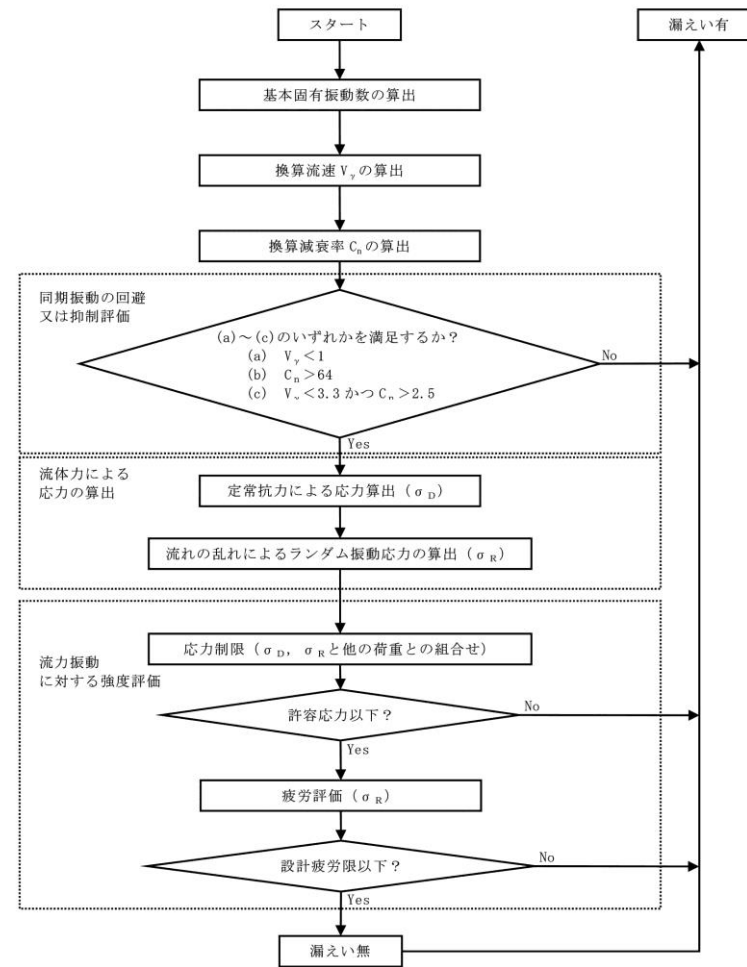 スタート
漏えい有
基本固有振動数の算出
換算流速Vγの算出
換算減衰率Cnの算出
同期振動の回避
又は抑制評価
(a)~(c)のいずれかを満足するか?
(a) Vγ<1
(b) Cn>64
(c) Vγ<3.3かつCn>2.5
No
Yes
流体力による
応力の算出
定常抗力による応力算出(σD)
流れの乱れによるランダム振動応力の算出(σR)
流力振動
に対する強度評価
応力制限(σD,σRと他の荷重との組合せ)
許容応力以下?
No
Yes
疲労評価(σR)
設計疲労限以下?
No
Yes
漏えい無